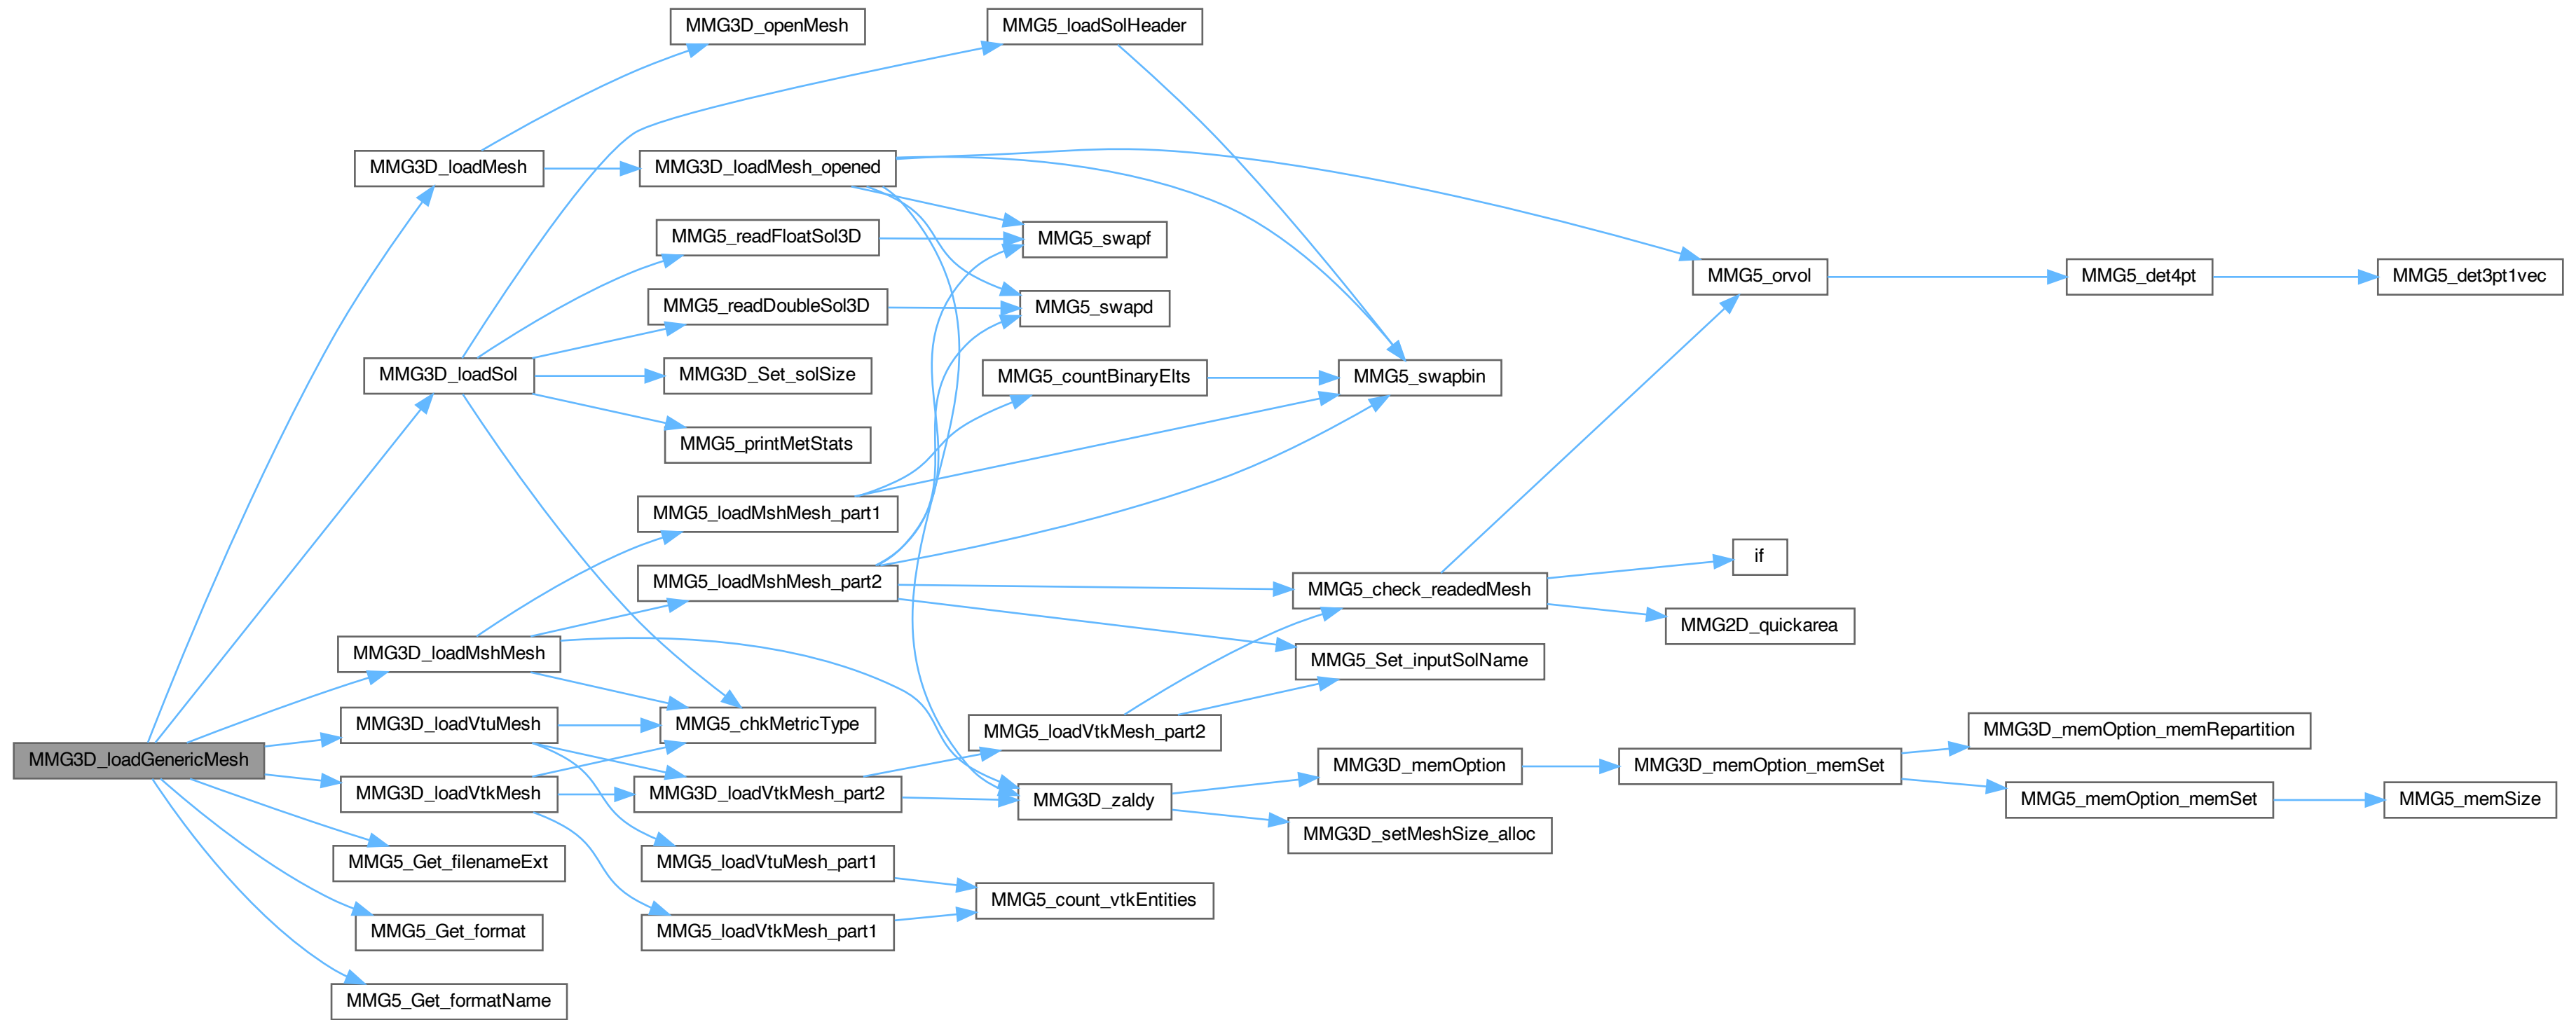 MMG3D_loadGenericMesh
MMG3D_loadMesh
MMG3D_loadSol
MMG3D_loadMshMesh
MMG3D_loadVtuMesh
MMG3D_loadVtkMesh
MMG5_Get_filenameExt
MMG5_Get_format
MMG5_Get_formatName
MMG3D_openMesh
MMG3D_loadMesh_opened
MMG5_readFloatSol3D
MMG5_readDoubleSol3D
MMG3D_Set_solSize
MMG5_printMetStats
MMG5_loadMshMesh_part1
MMG5_loadMshMesh_part2
MMG5_chkMetricType
MMG3D_loadVtkMesh_part2
MMG5_loadVtuMesh_part1
MMG5_loadVtkMesh_part1
MMG5_loadSolHeader
MMG5_swapf
MMG5_swapd
MMG5_countBinaryElts
MMG5_loadVtkMesh_part2
MMG3D_zaldy
MMG5_count_vtkEntities
MMG5_swapbin
MMG5_check_readedMesh
MMG5_Set_inputSolName
MMG3D_memOption
MMG3D_setMeshSize_alloc
MMG5_orvol
if
MMG2D_quickarea
MMG3D_memOption_memSet
MMG5_det4pt
MMG3D_memOption_memRepartition
MMG5_memOption_memSet
MMG5_det3pt1vec
MMG5_memSize